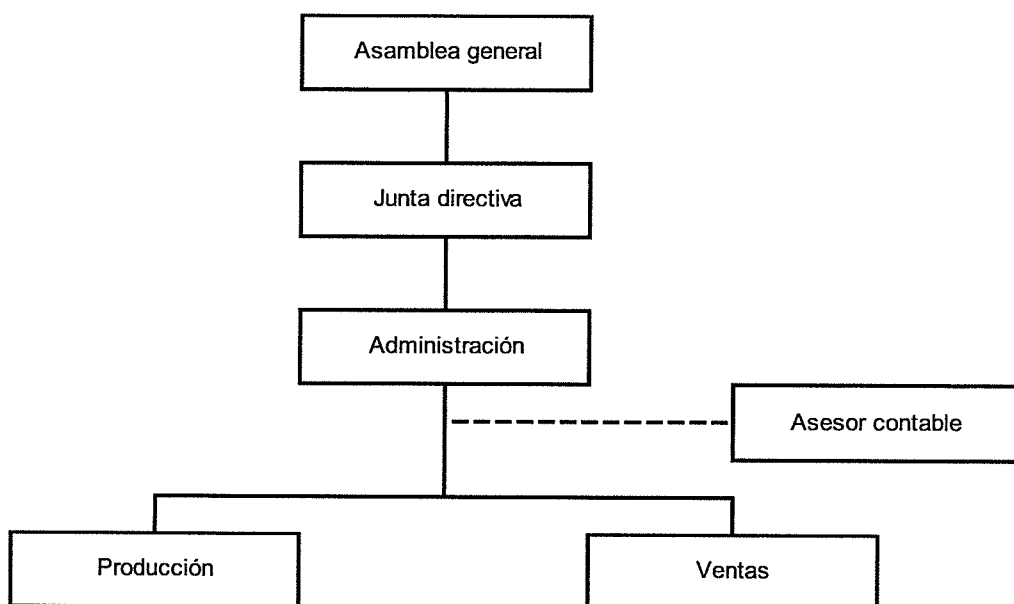 Asamblea general
Junta directiva
Administración
Asesor contable
Producción
Ventas